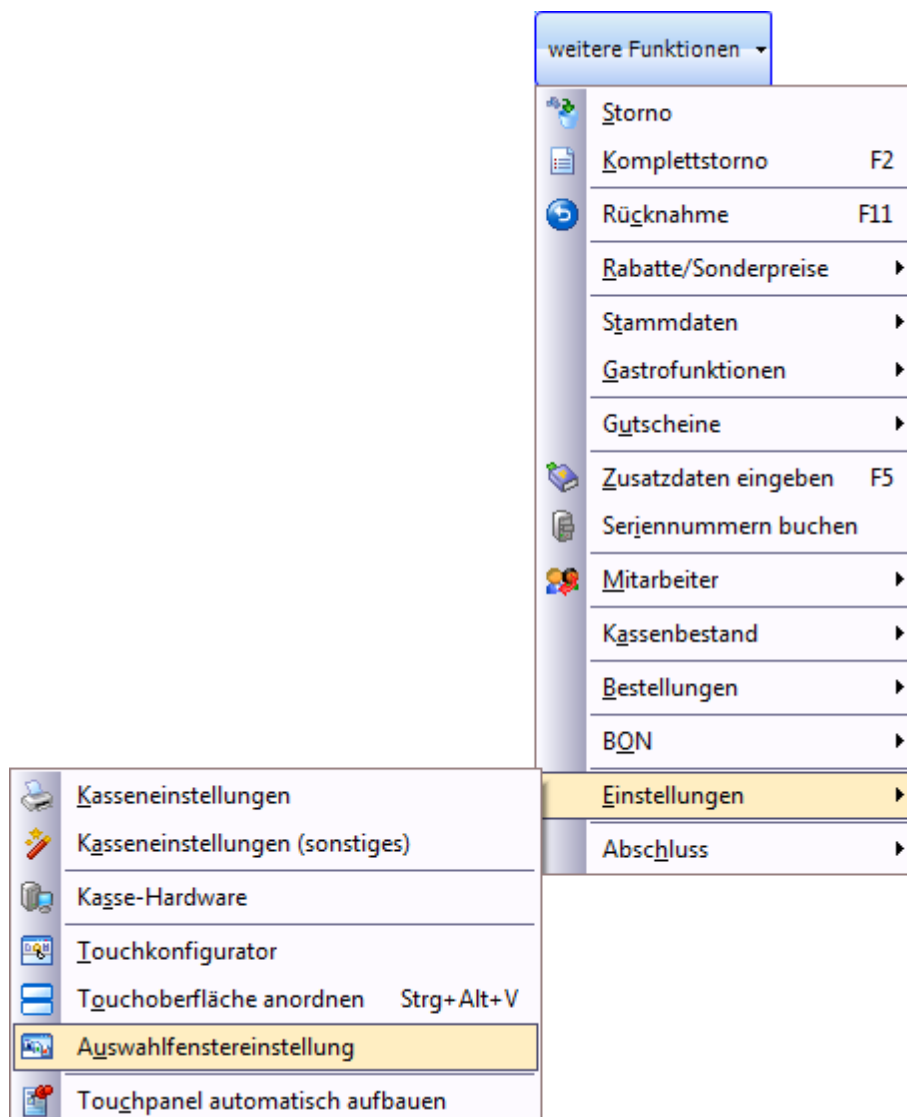 weitere Funktionen
Storno
Komplettstorno F2
Rücknahme F11
Rabatte/Sonderpreise
Stammdaten
Gastrofunktionen
Gutscheine
Zusatzdaten eingeben F5
Seriennummern buchen
Mitarbeiter
Kassenbestand
Bestellungen
BON
Einstellungen
Abschluss
Kasseneinstellungen
Kasseneinstellungen (sonstiges)
Kasse-Hardware
Touchkonfigurator
Touchoberfläche anordnen Strg+Alt+V
Auswahlfenstereinstellung
Touchpanel automatisch aufbauen